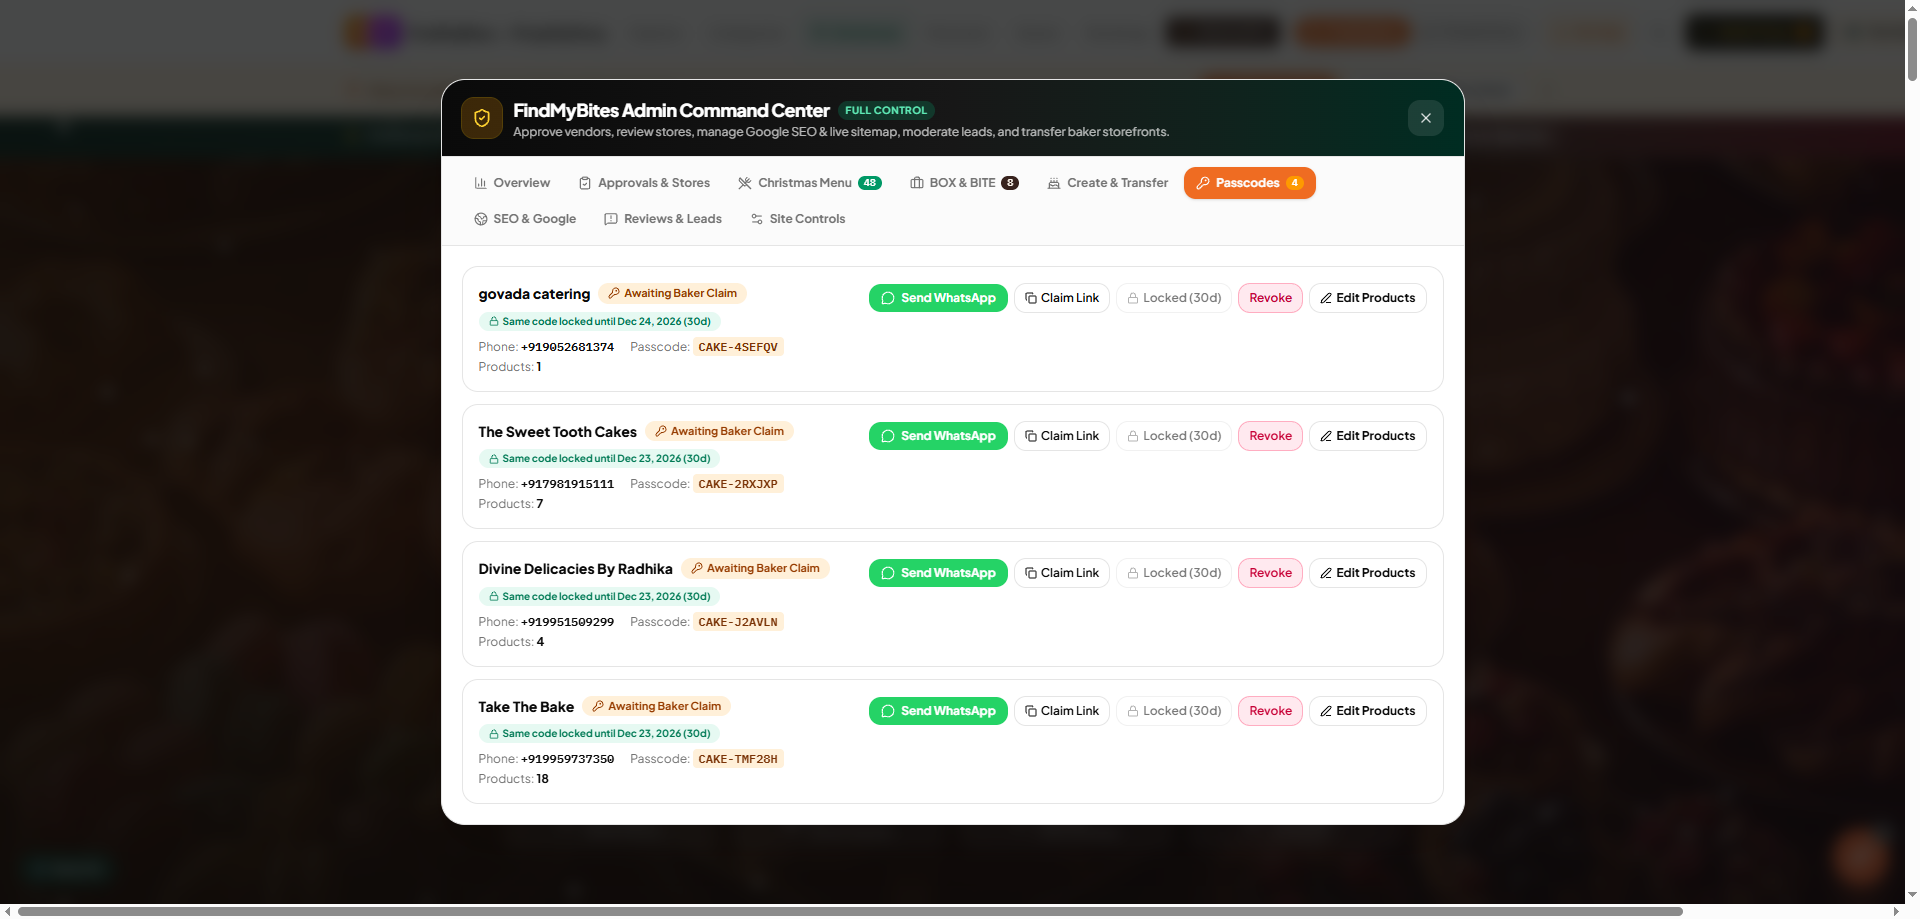 FindMyBites Admin Command Center FULL CONTROL
Approve vendors, review stores, manage Google SEO & live sitemap, moderate leads, and transfer baker storefronts.
Overview Approvals & Stores Christmas Menu 48 BOX & BITE 8 Create & Transfer Passcodes 4
SEO & Google Reviews & Leads Site Controls
govada catering Awaiting Baker Claim Send WhatsApp Claim Link Locked (30d) Revoke Edit Products
Same code locked until Dec 24, 2026 (30d)
Phone: +919052681374 Passcode: CAKE-4SEFQV
Products: 1
The Sweet Tooth Cakes Awaiting Baker Claim Send WhatsApp Claim Link Locked (30d) Revoke Edit Products
Same code locked until Dec 23, 2026 (30d)
Phone: +917981915111 Passcode: CAKE-2RXJXP
Products: 7
Divine Delicacies By Radhika Awaiting Baker Claim Send WhatsApp Claim Link Locked (30d) Revoke Edit Products
Same code locked until Dec 23, 2026 (30d)
Phone: +919951509299 Passcode: CAKE-J2AVLN
Products: 4
Take The Bake Awaiting Baker Claim Send WhatsApp Claim Link Locked (30d) Revoke Edit Products
Same code locked until Dec 23, 2026 (30d)
Phone: +919959737350 Passcode: CAKE-TMF28H
Products: 18